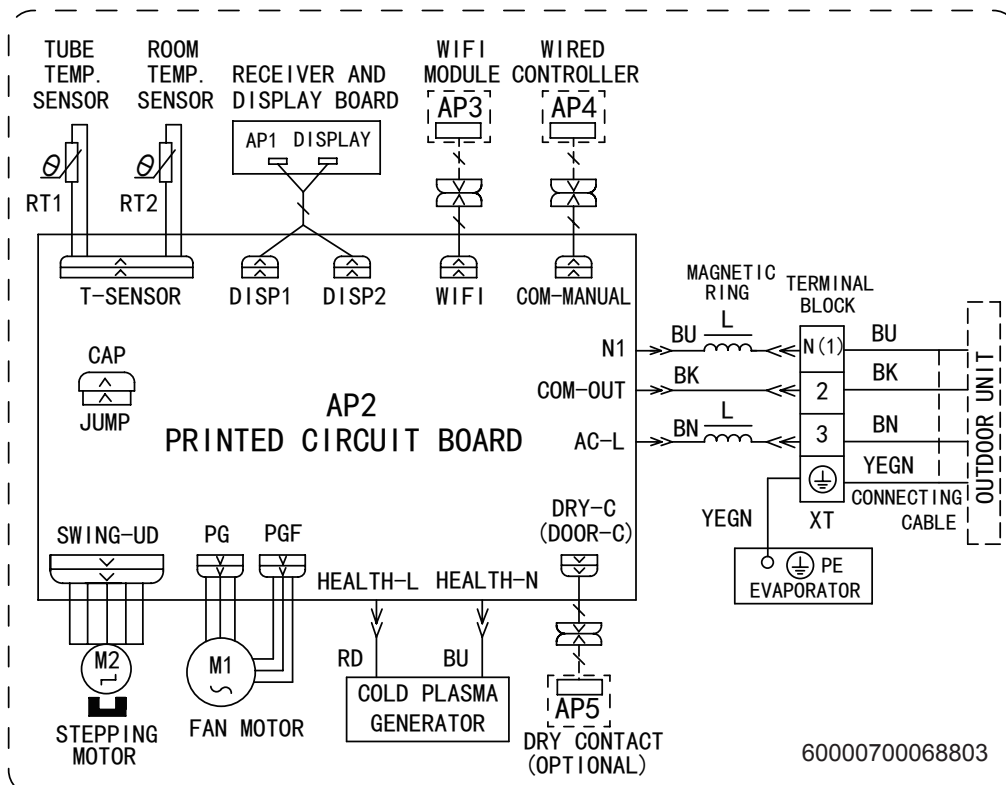 TUBE
TEMP.
SENSOR
ROOM
TEMP.
SENSOR
RECEIVER AND
DISPLAY BOARD
WIFI
MODULE
WIRED
CONTROLLER
AP1 DISPLAY
AP3
AP4
θ
RT1
θ
RT2
T-SENSOR
DISP1
DISP2
WIFI
COM-MANUAL
MAGNETIC
RING
TERMINAL
BLOCK
CAP
JUMP
AP2
PRINTED CIRCUIT BOARD
N1
BU
L
N(1)
BU
COM-OUT
BK
2
BK
AC-L
BN
L
3
BN
YEGN
CONNECTING
CABLE
OUTDOOR UNIT
XT
YEGN
PE
EVAPORATOR
SWING-UD
PG
PGF
HEALTH-L
HEALTH-N
DRY-C
(DOOR-C)
M2
STEPPING
MOTOR
M1
FAN MOTOR
RD
BU
COLD PLASMA
GENERATOR
AP5
DRY CONTACT
(OPTIONAL)
60000700068803